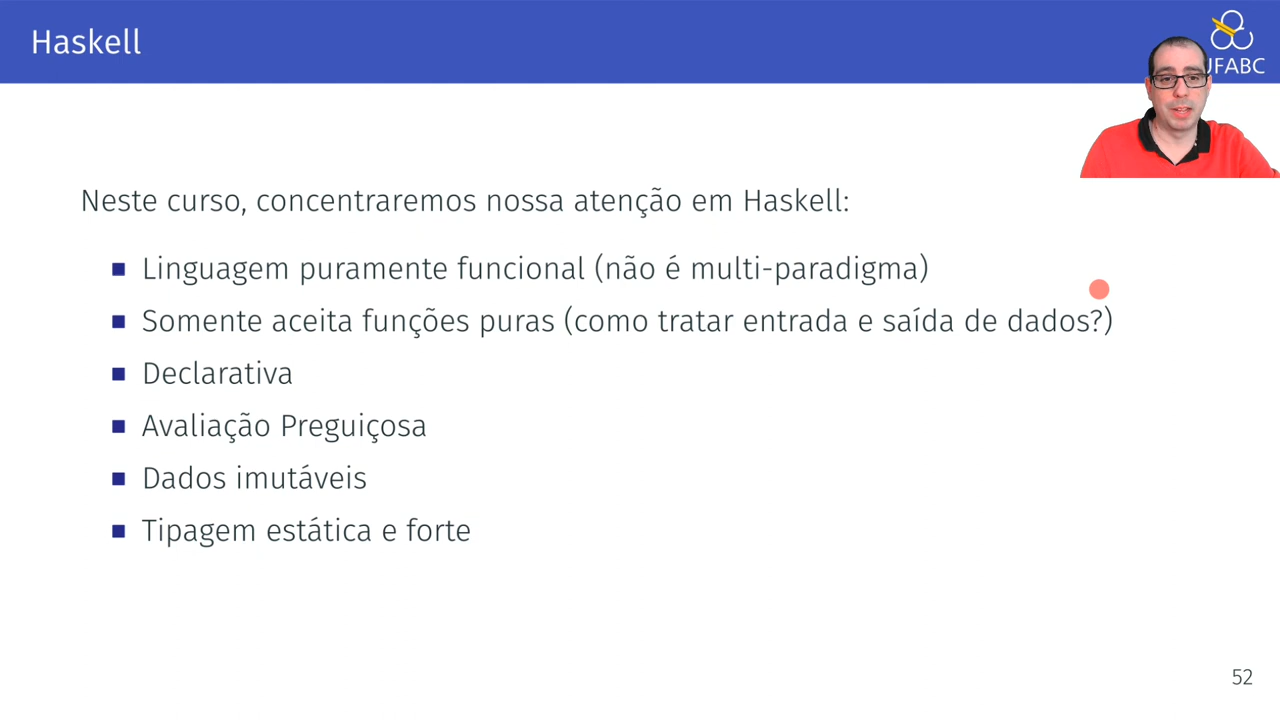 Haskell
UFABC
Neste curso, concentraremos nossa atenção em Haskell:
Linguagem puramente funcional (não é multi-paradigma)
Somente aceita funções puras (como tratar entrada e saída de dados?)
Declarativa
Avaliação Preguiçosa
Dados imutáveis
Tipagem estática e forte
52